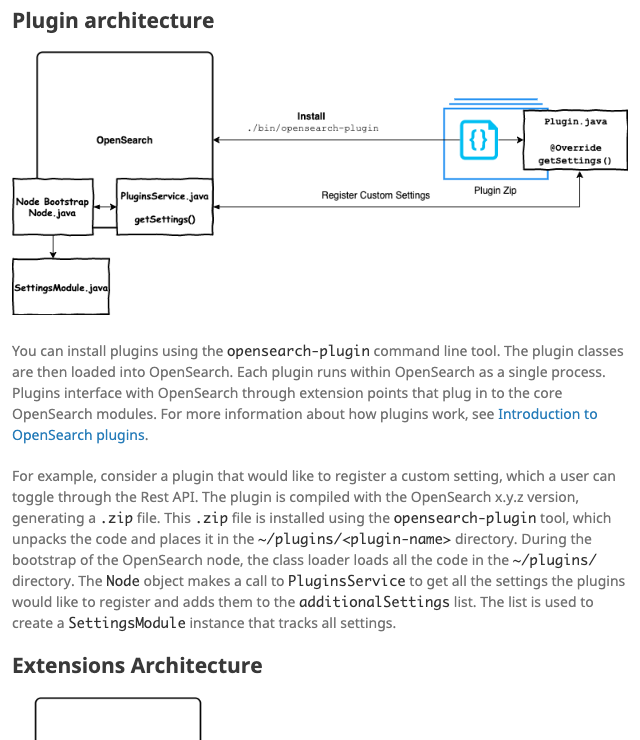 Plugin architecture
Install
./bin/opensearch-plugin
OpenSearch
Plugin.java
@Override
getSettings()
{}
Plugin Zip
Node Bootstrap
Node.java
PluginsService.java
getSettings()
Register Custom Settings
SettingsModule.java
You can install plugins using the opensearch-plugin command line tool. The plugin classes
are then loaded into OpenSearch. Each plugin runs within OpenSearch as a single process.
Plugins interface with OpenSearch through extension points that plug in to the core
OpenSearch modules. For more information about how plugins work, see Introduction to
OpenSearch plugins.
For example, consider a plugin that would like to register a custom setting, which a user can
toggle through the Rest API. The plugin is compiled with the OpenSearch x.y.z version,
generating a .zip file. This .zip file is installed using the opensearch-plugin tool, which
unpacks the code and places it in the ~/plugins/<plugin-name> directory. During the
bootstrap of the OpenSearch node, the class loader loads all the code in the ~/plugins/
directory. The Node object makes a call to PluginsService to get all the settings the plugins
would like to register and adds them to the additionalSettings list. The list is used to
create a SettingsModule instance that tracks all settings.
Extensions Architecture